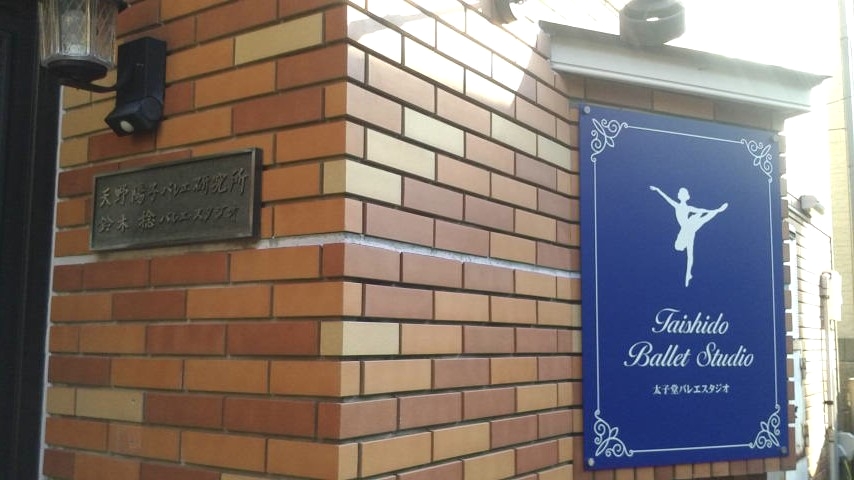 天野陽子バレエ研究所
鈴木 稔バレエスタジオ
Taishido
Ballet Studio
太子堂バレエスタジオ